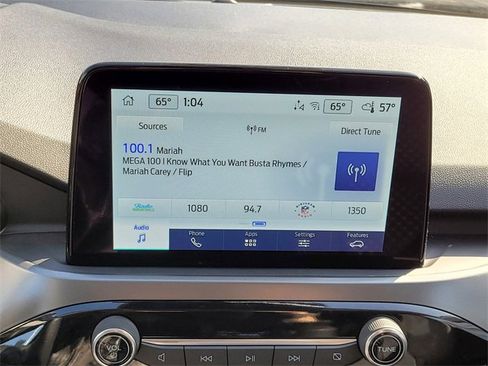 65° 1:04 65° 57°
Sources FM Direct Tune
100.1 Mariah
MEGA 100 I Know What You Want Busta Rhymes /
Mariah Carey / Flip
1080 94.7 1350
Audio Phone Apps Settings Features
VOL TUNE